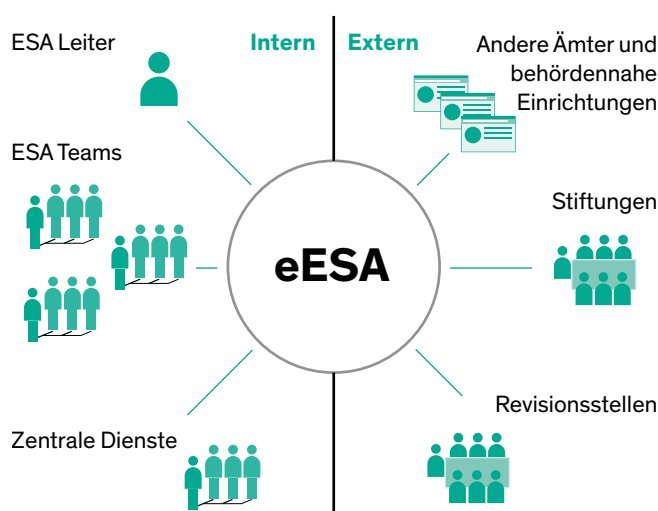 ESA Leiter
Intern
Extern
Andere Ämter und
behördennahe
Einrichtungen
ESA Teams
Stiftungen
eESA
Revisionsstellen
Zentrale Dienste